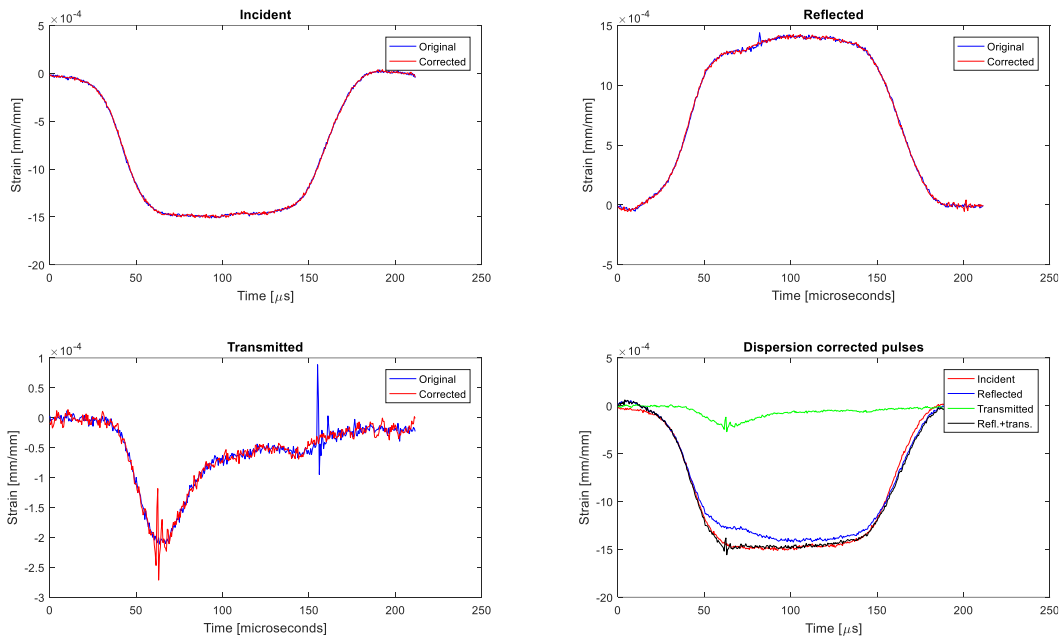 Incident
×10⁻⁴
5
0
-5
-10
-15
-20
0 50 100 150 200 250
Strain [mm/mm]
Time [μs]
Original
Corrected
Reflected
×10⁻⁴
15
10
5
0
-5
0 50 100 150 200 250
Strain [mm/mm]
Time [microseconds]
Original
Corrected
Transmitted
×10⁻⁴
1
0.5
0
-0.5
-1
-1.5
-2
-2.5
-3
0 50 100 150 200 250
Strain [mm/mm]
Time [microseconds]
Original
Corrected
Dispersion corrected pulses
×10⁻⁴
5
0
-5
-10
-15
-20
0 50 100 150 200 250
Strain [mm/mm]
Time [μs]
Incident
Reflected
Transmitted
Refl.+trans.